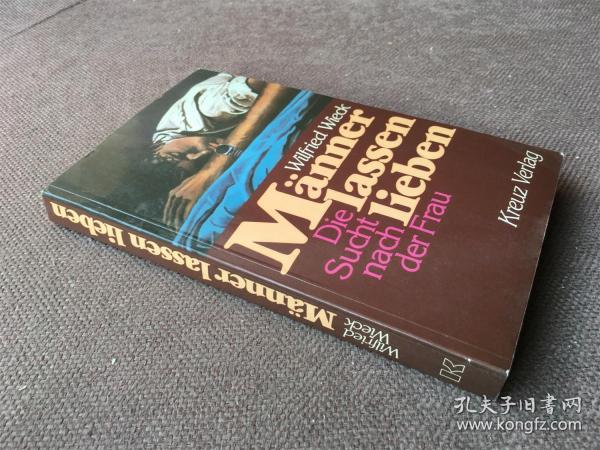 Wilfried Wieck
Männer
lassen
lieben
Die
Sucht
nach
der Frau
Kreuz Verlag
Männer lassen lieben
Wilfried
Wieck
K
孔夫子旧书网
www.kongfz.com